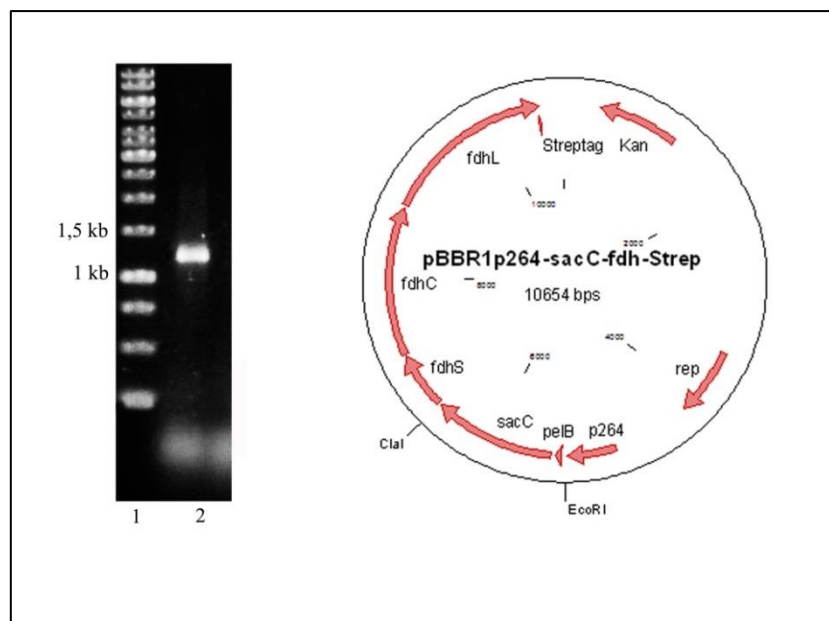 1,5 kb
1 kb
1
2
fdhL
Streptag
Kan
10000
2000
pBBR1p264-sacC-fdh-Strep
fdhC
8000
10654 bps
4000
6000
fdhS
rep
sacC
pelB
p264
ClaI
EcoRI